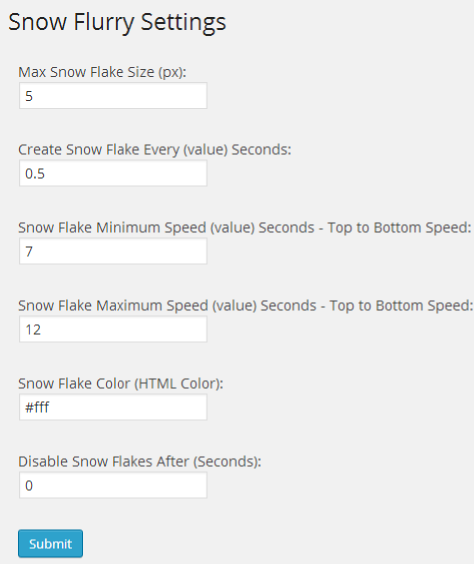 Snow Flurry Settings
Max Snow Flake Size (px):
5
Create Snow Flake Every (value) Seconds:
0.5
Snow Flake Minimum Speed (value) Seconds - Top to Bottom Speed:
7
Snow Flake Maximum Speed (value) Seconds - Top to Bottom Speed:
12
Snow Flake Color (HTML Color):
#fff
Disable Snow Flakes After (Seconds):
0
Submit